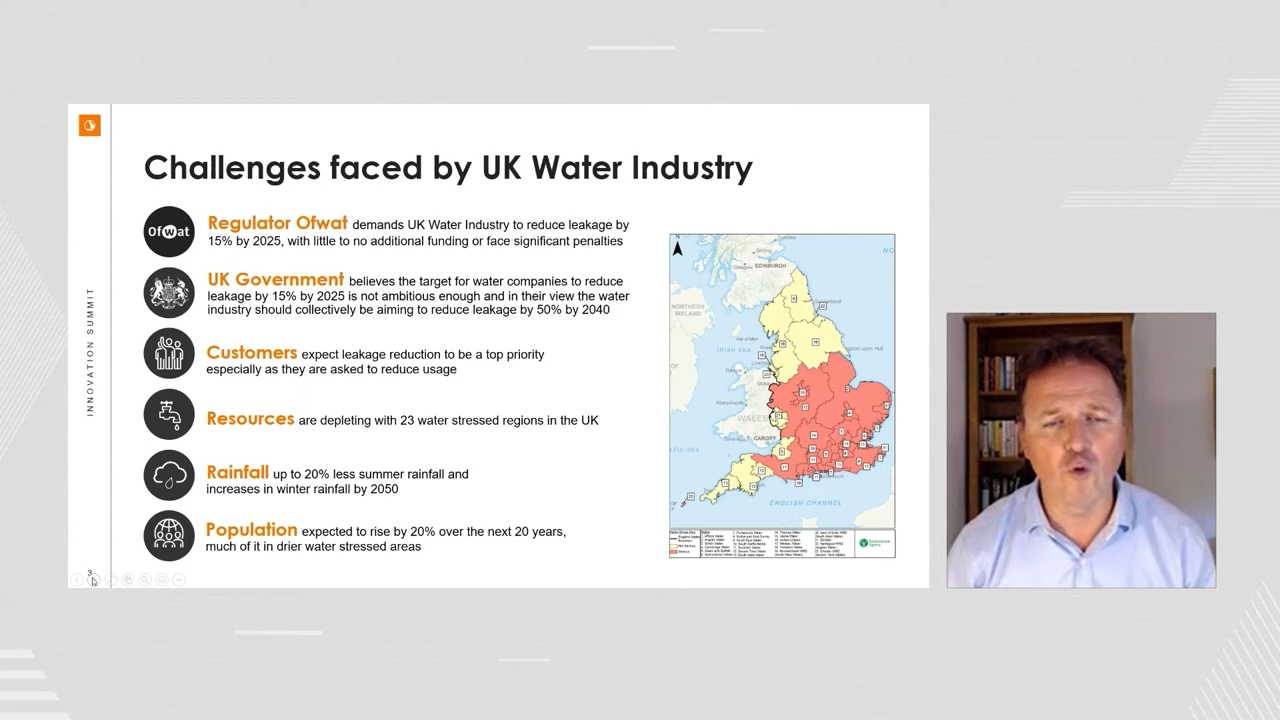 Challenges faced by UK Water Industry
Ofwat
Regulator Ofwat demands UK Water Industry to reduce leakage by
15% by 2025, with little to no additional funding or face significant penalties
UK Government believes the target for water companies to reduce
leakage by 15% by 2025 is not ambitious enough and in their view the water
industry should collectively be aiming to reduce leakage by 50% by 2040
Customers expect leakage reduction to be a top priority
especially as they are asked to reduce usage
Resources are depleting with 23 water stressed regions in the UK
Rainfall up to 20% less summer rainfall and
increases in winter rainfall by 2050
Population expected to rise by 20% over the next 20 years,
much of it in drier water stressed areas
INNOVATION SUMMIT
N
EDINBURGH
NORTHERN
IRELAND
IRISH SEA
WALES
CARDIFF
ENGLISH CHANNEL